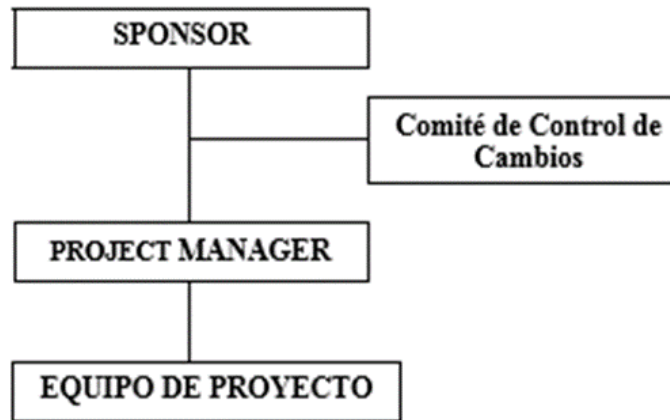 SPONSOR
Comité de Control de
Cambios
PROJECT MANAGER
EQUIPO DE PROYECTO